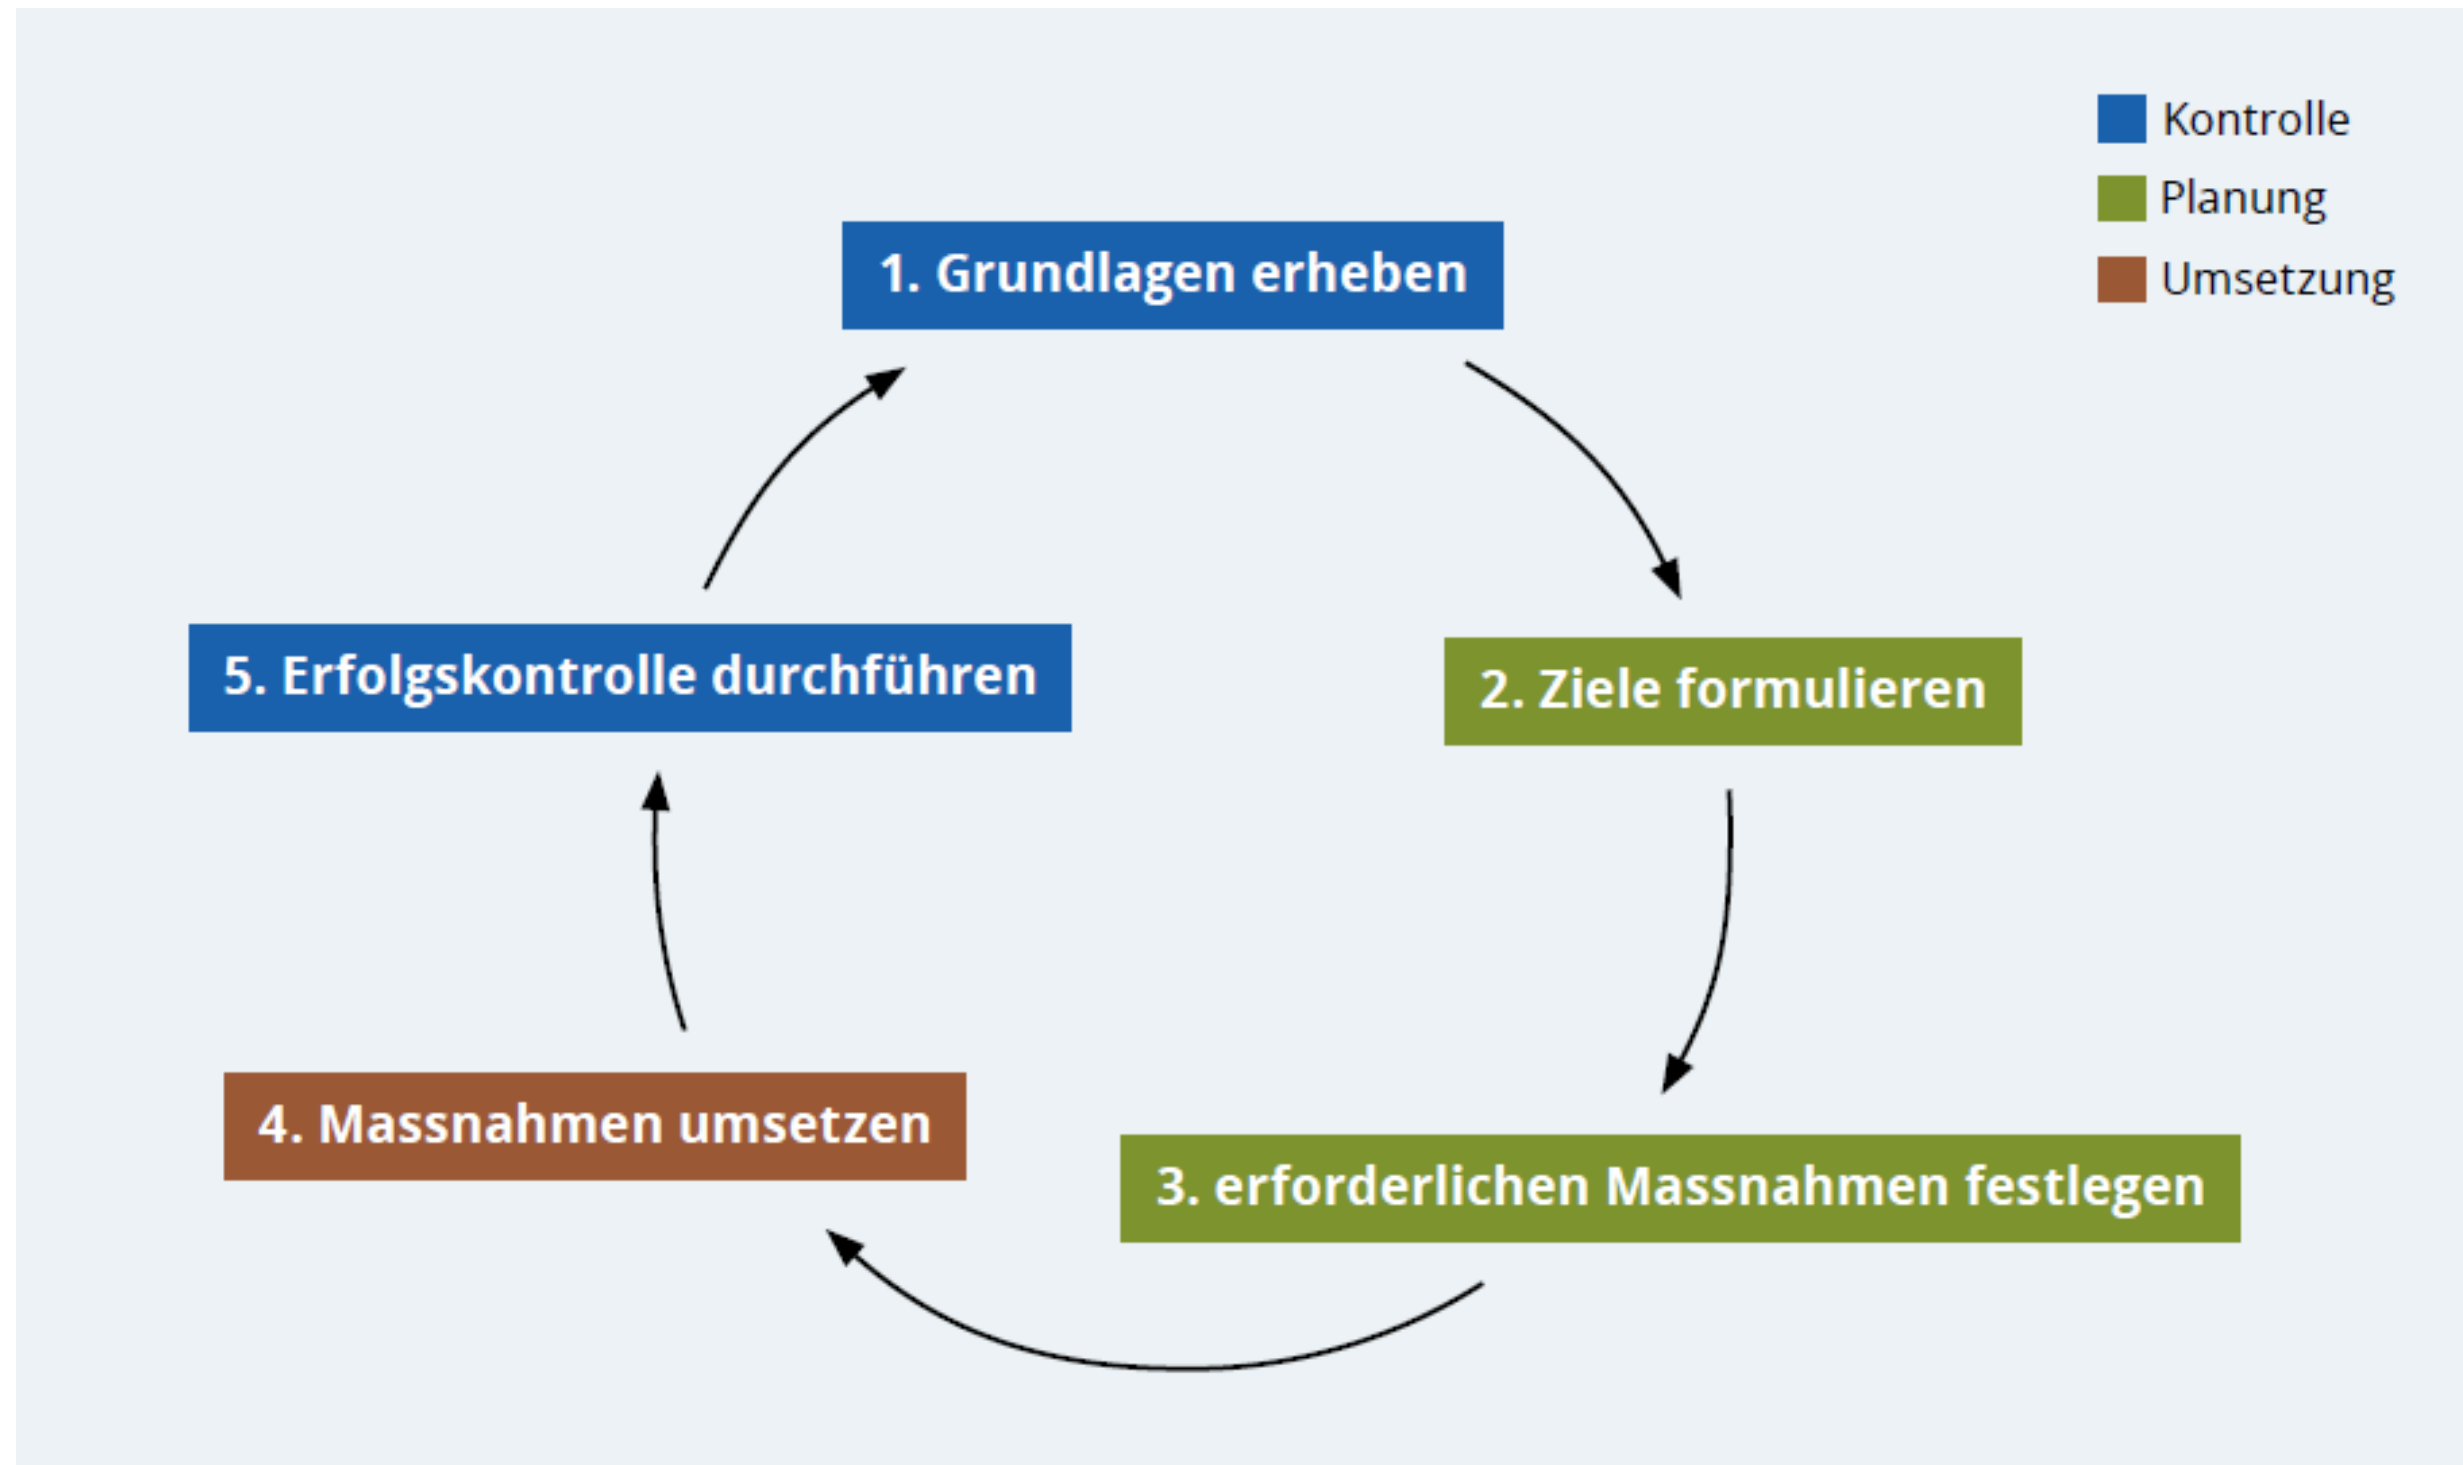 Kontrolle
Planung
Umsetzung
1. Grundlagen erheben
2. Ziele formulieren
3. erforderlichen Massnahmen festlegen
4. Massnahmen umsetzen
5. Erfolgskontrolle durchführen